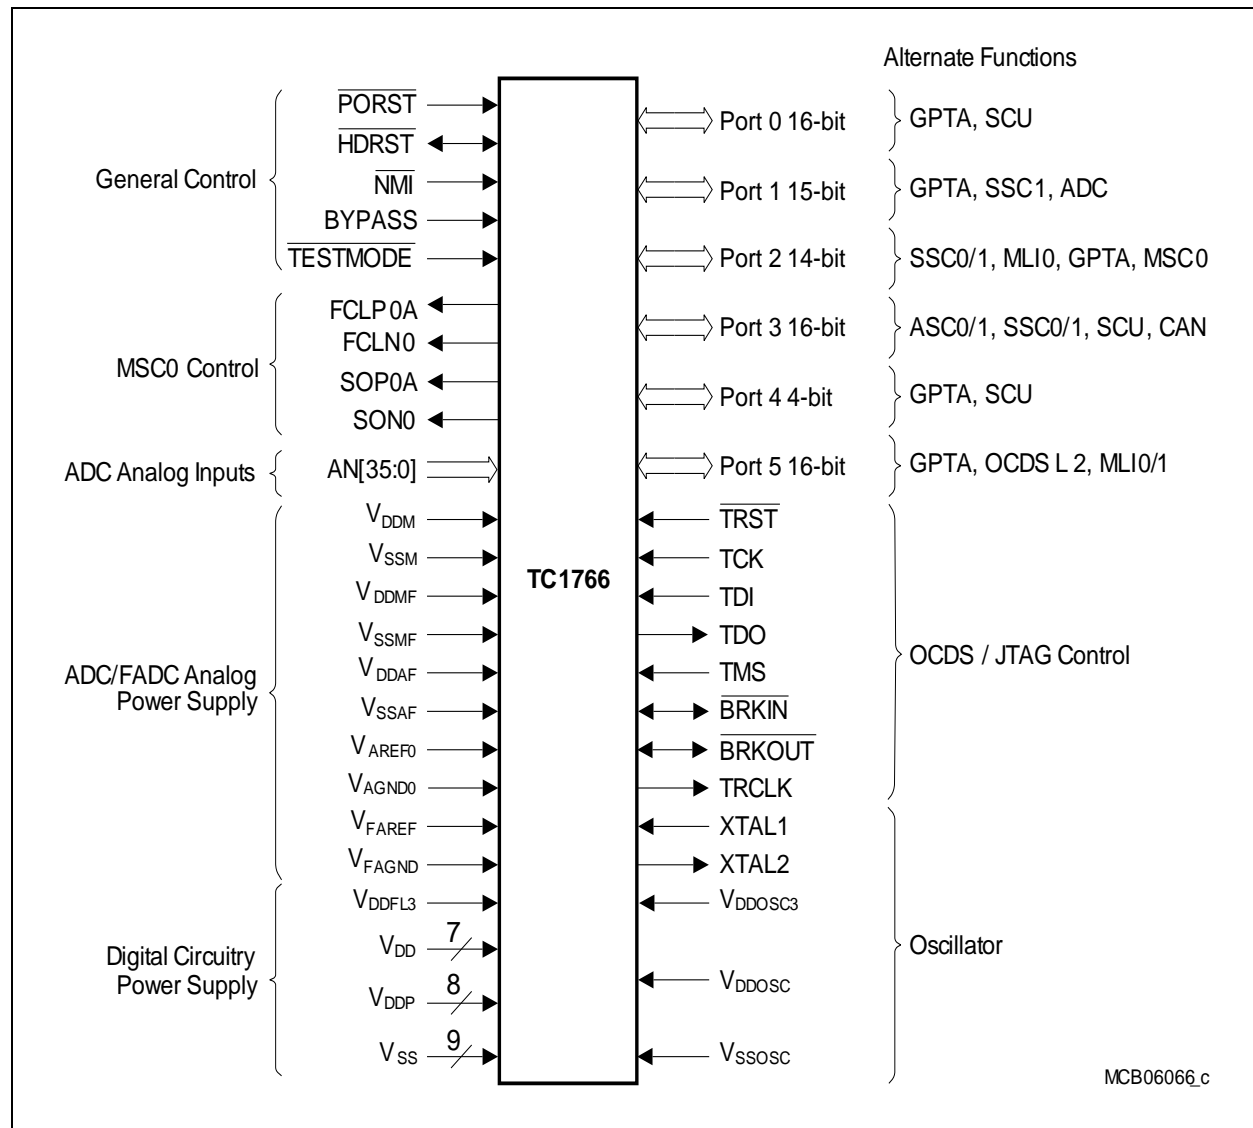 Alternate Functions
General Control
PORST
HDRST
NMI
BYPASS
TESTMODE
MSC0 Control
FCLP0A
FCLN0
SOP0A
SON0
ADC Analog Inputs
AN[35:0]
ADC/FADC Analog
Power Supply
VDDM
VSSM
VDDMF
VSSMF
VDDAF
VSSAF
VAREF0
VAGND0
VFAREF
VFAGND
Digital Circuitry
Power Supply
VDDFL3
VDD 7
VDDP 8
VSS 9
TC1766
Port 0 16-bit GPTA, SCU
Port 1 15-bit GPTA, SSC1, ADC
Port 2 14-bit SSC0/1, MLI0, GPTA, MSC0
Port 3 16-bit ASC0/1, SSC0/1, SCU, CAN
Port 4 4-bit GPTA, SCU
Port 5 16-bit GPTA, OCDS L2, MLI0/1
TRST
TCK
TDI
TDO
TMS
BRKIN
BRKOUT
TRCLK
OCDS / JTAG Control
XTAL1
XTAL2
VDDOSC3
VDDOSC
VSSOSC
Oscillator
MCB06066_c